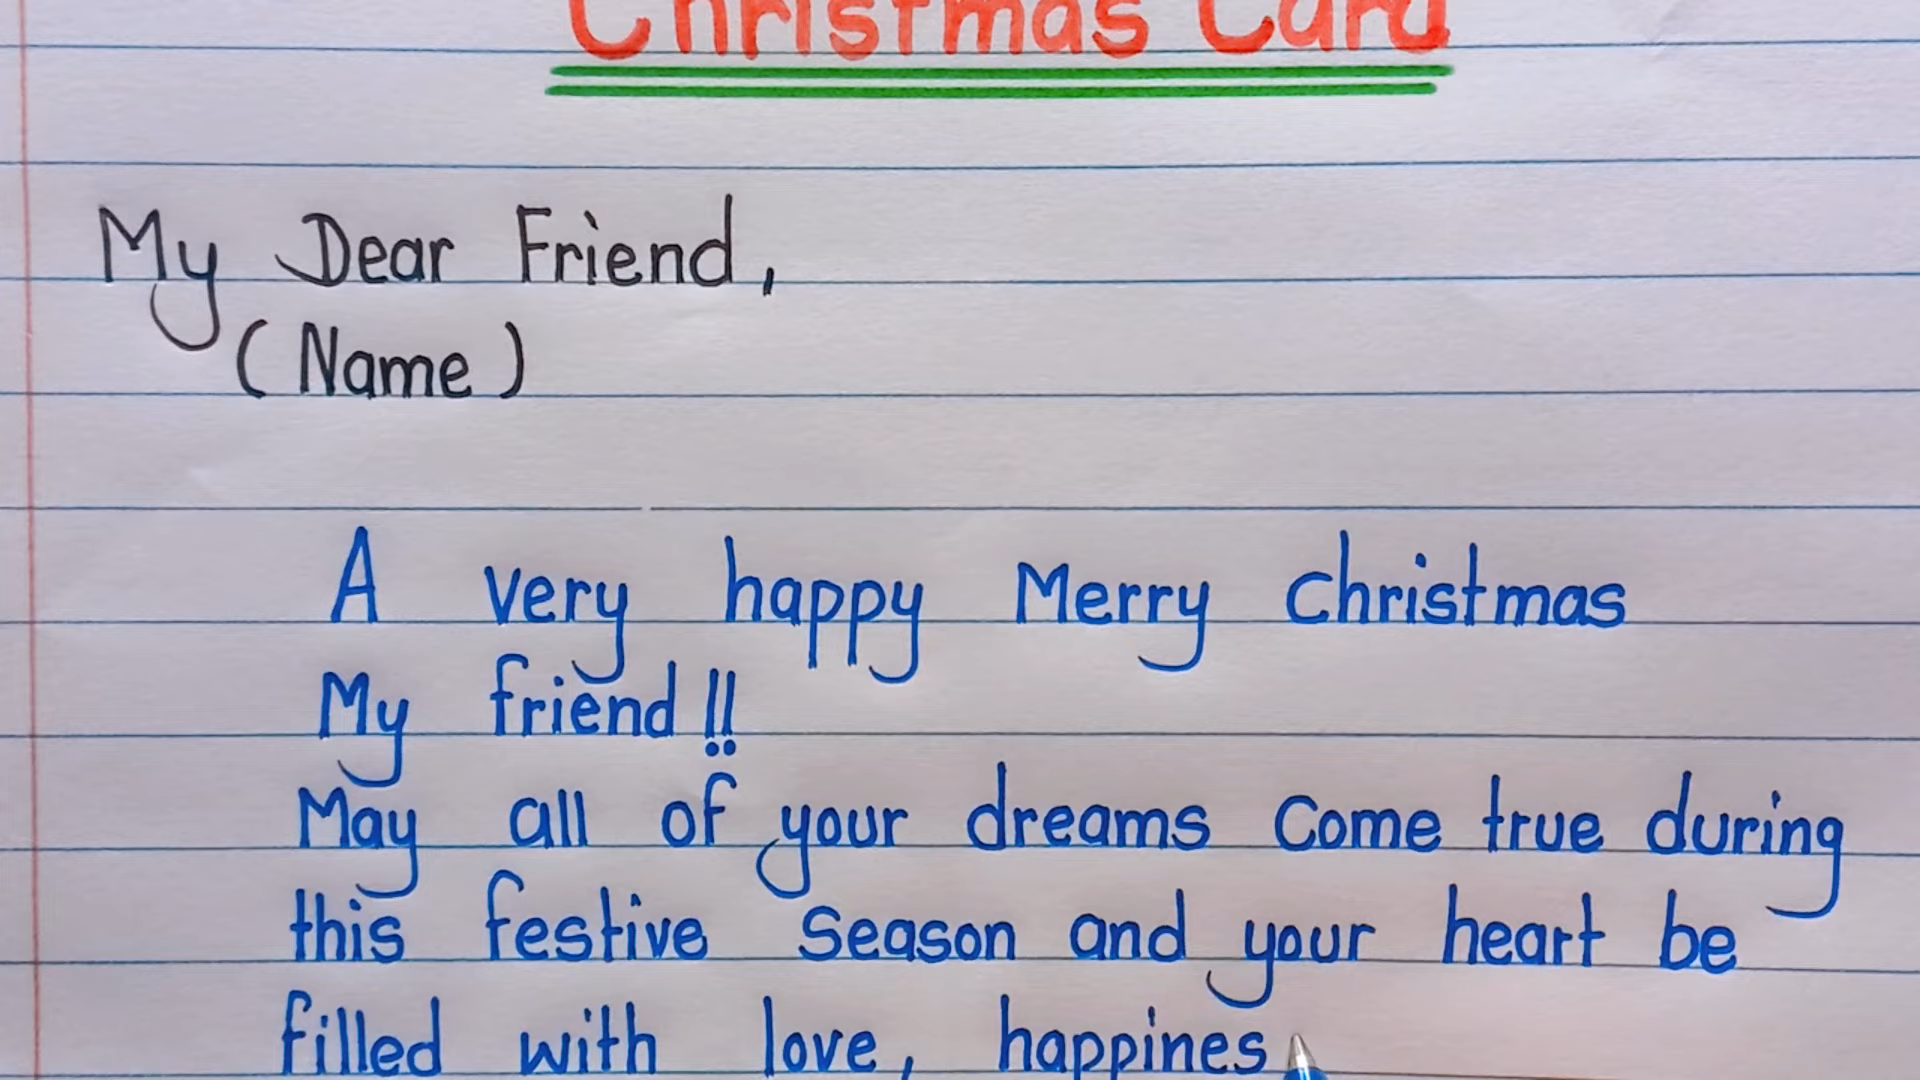 Christmas Card
My Dear Friend,
(Name)
A very happy Merry christmas
My friend!!
May all of your dreams come true during
this festive season and your heart be
filled with love, happines